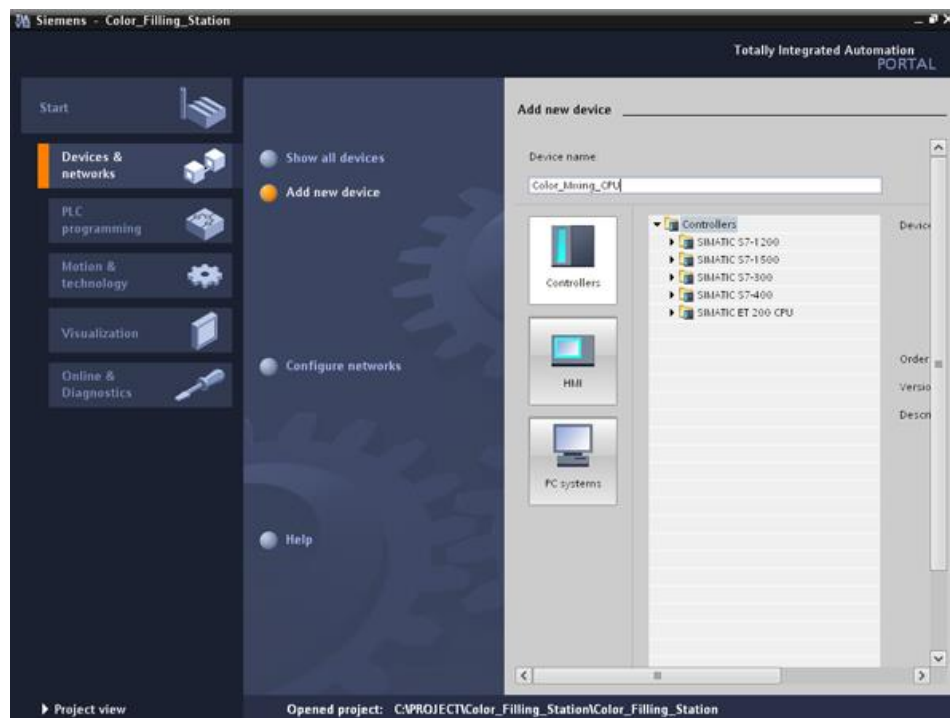 Siemens - Color_Filling_Station
Totally Integrated Automation
PORTAL
Start
Devices &
networks
PLC
programming
Motion &
technology
Visualization
Online &
Diagnostics
Show all devices
Add new device
Configure networks
Help
Add new device
Device name
Color_Mixing_CPU
Controllers
HMI
PC systems
Controllers
SIMATIC S7-1200
SIMATIC S7-1500
SIMATIC S7-300
SIMATIC S7-400
SIMATIC ET 200 CPU
Device
Order
Versio
Descri
Project view
Opened project: C:\PROJECT\Color_Filling_Station\Color_Filling_Station